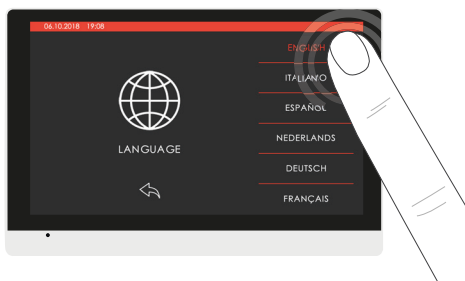 06.10.2018 19:08
ENGLISH
ITALIANO
ESPAÑOL
LANGUAGE
NEDERLANDS
DEUTSCH
FRANÇAIS